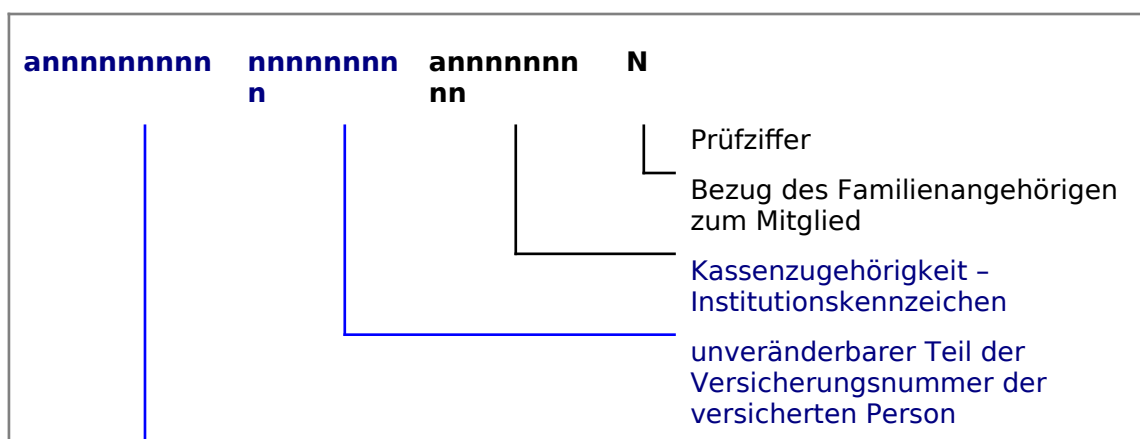 annnnnnnnn nnnnnnnn annnnnnn N
n nn
Prüfziffer
Bezug des Familienangehörigen
zum Mitglied
Kassenzugehörigkeit –
Institutionskennzeichen
unveränderbarer Teil der
Versicherungsnummer der
versicherten Person